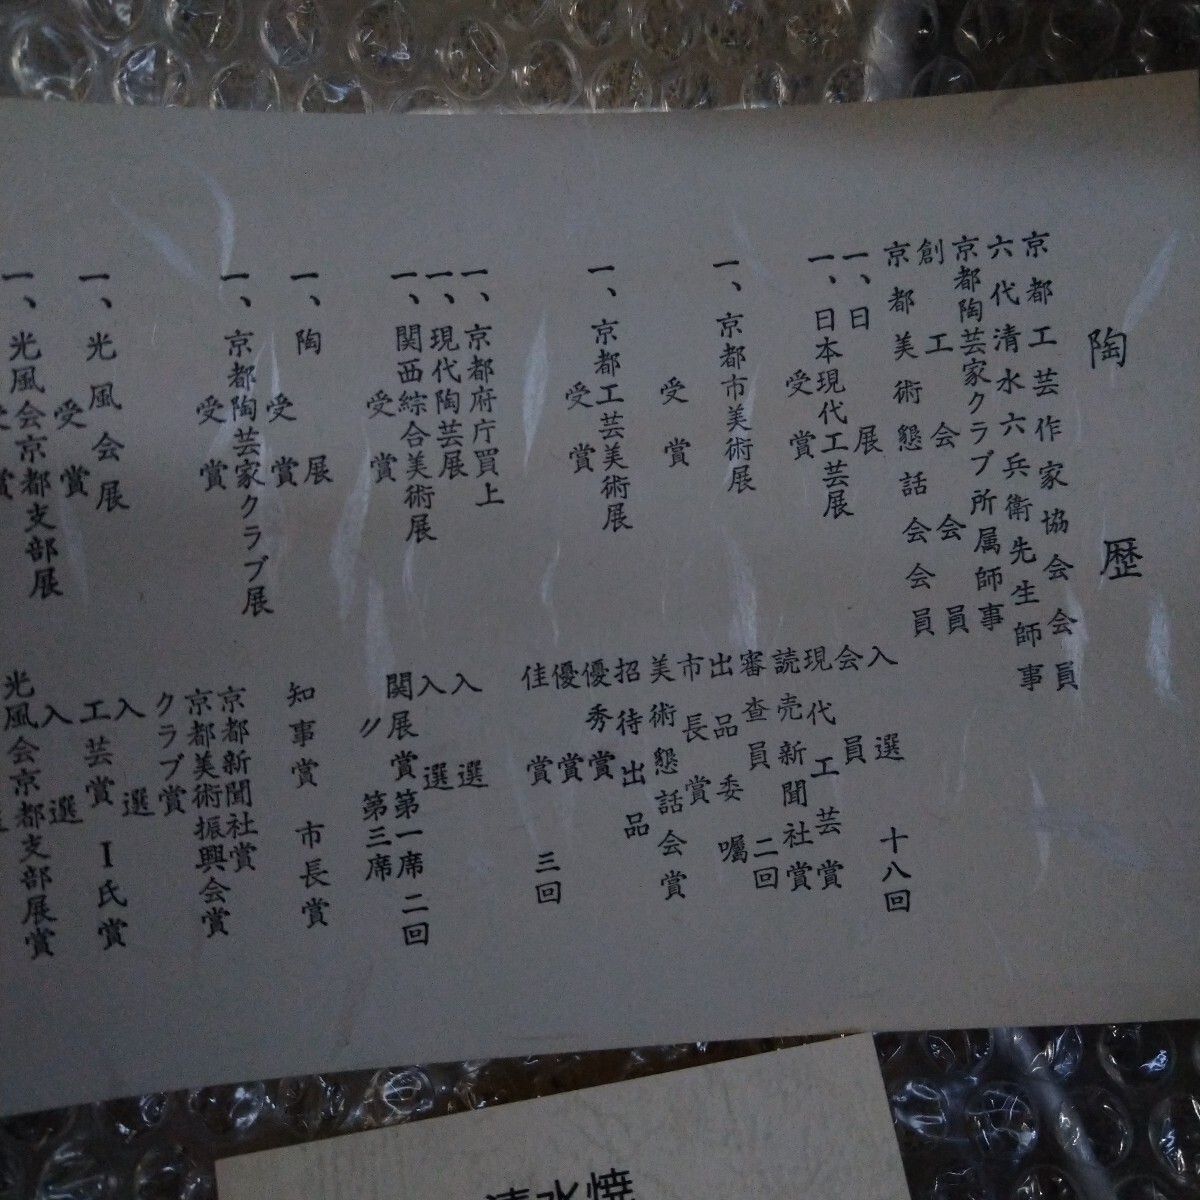 陶歴
京都工芸作家協会会員
六代清水六兵衛先生師事
京都陶芸家クラブ所属師事
創工会会員
京都美術懇話会会員
一、日展 入選 十八回
会員
一、日本現代工芸展
受賞 現代工芸賞
読売新聞社賞
審査員 二回
一、京都市美術展 出品委嘱
受賞 市長賞
美術懇話会賞
招待出品
一、京都工芸美術展 優秀賞
受賞 優賞
佳賞 三回
一、京都府庁買上
一、現代陶芸展 入選
一、関西綜合美術展 入選
受賞 関展賞第一席 二回
〃 第三席
一、陶展
受賞 知事賞 市長賞
一、京都陶芸家クラブ展 京都新聞社賞
受賞 京都美術振興会賞
クラブ賞
一、光風会展 入選
受賞 工芸賞 I氏賞
一、光風会京都支部展 入選
受賞 光風会京都支部展賞
清水焼